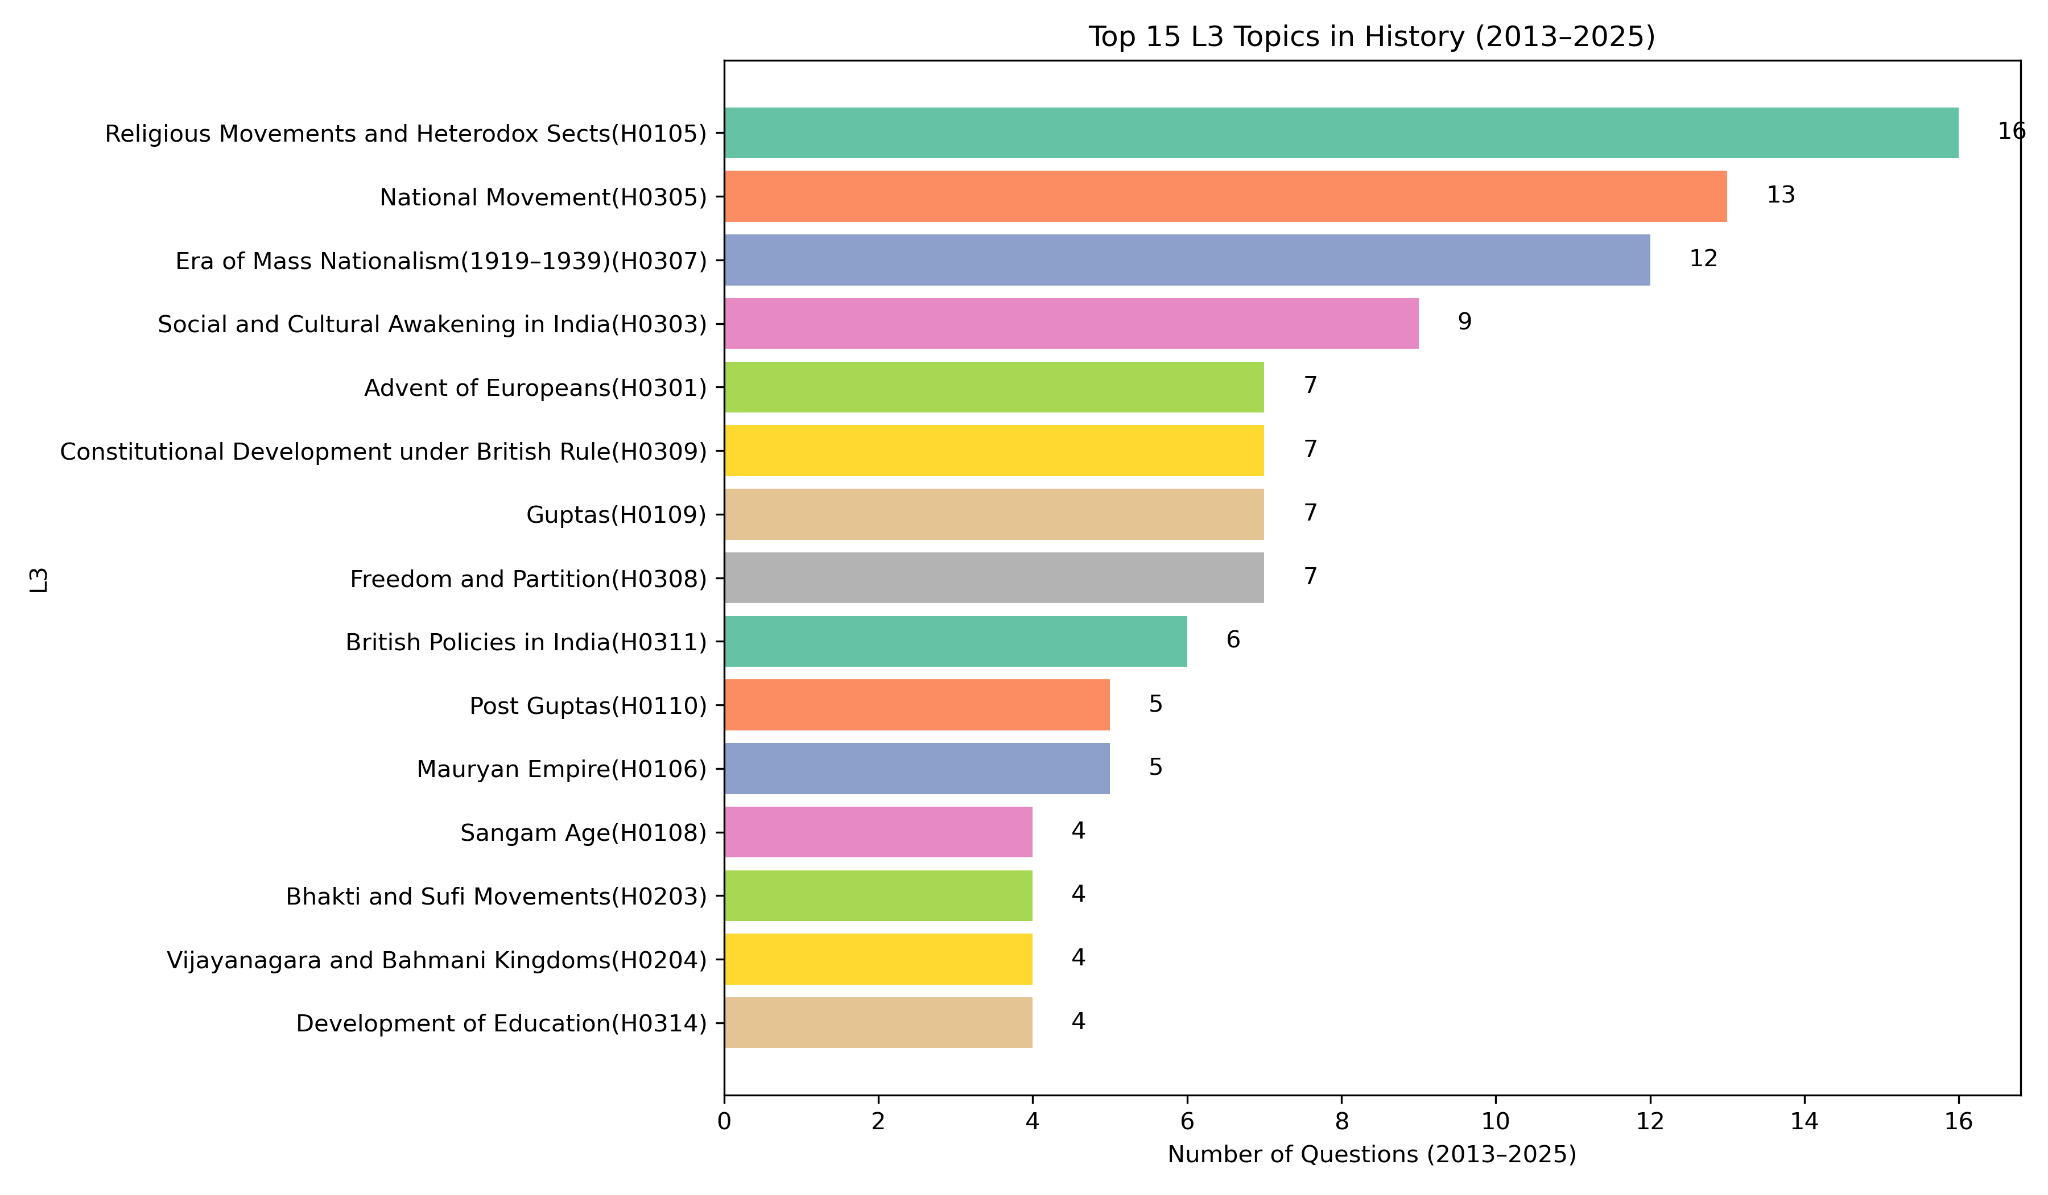 Top 15 L3 Topics in History (2013–2025)
Religious Movements and Heterodox Sects(H0105) 16
National Movement(H0305) 13
Era of Mass Nationalism(1919–1939)(H0307) 12
Social and Cultural Awakening in India(H0303) 9
Advent of Europeans(H0301) 7
Constitutional Development under British Rule(H0309) 7
Guptas(H0109) 7
Freedom and Partition(H0308) 7
L3
British Policies in India(H0311) 6
Post Guptas(H0110) 5
Mauryan Empire(H0106) 5
Sangam Age(H0108) 4
Bhakti and Sufi Movements(H0203) 4
Vijayanagara and Bahmani Kingdoms(H0204) 4
Development of Education(H0314) 4
0 2 4 6 8 10 12 14 16
Number of Questions (2013–2025)